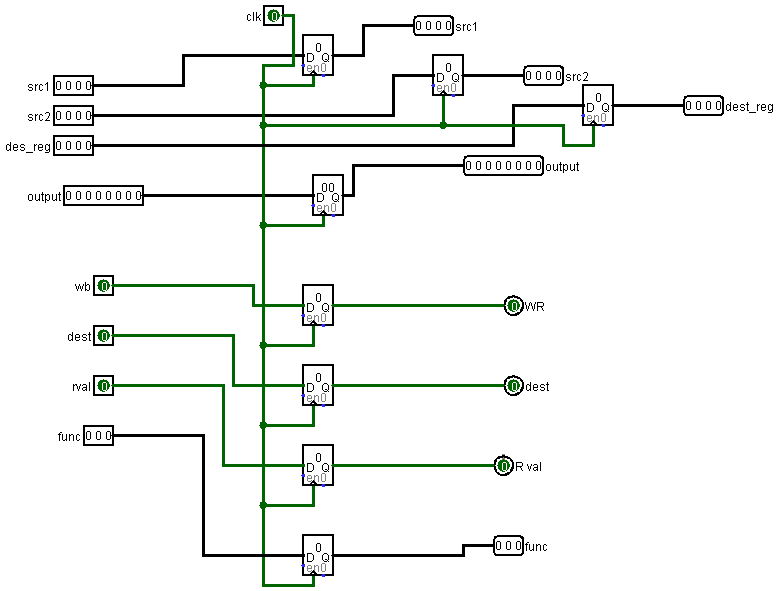 clk 0
0 0 0 0 src1
0
D Q
en0
src1 0 0 0 0
0
D Q
en0
0 0 0 0 src2
src2 0 0 0 0
0
D Q
en0
0 0 0 0 dest_reg
des_reg 0 0 0 0
0 0 0 0 0 0 0 0 output
output 0 0 0 0 0 0 0 0
00
D Q
en0
wb 0
0
D Q
en0
0 WR
dest 0
0
D Q
en0
0 dest
rval 0
func 0 0 0
0
D Q
en0
0 R val
0
D Q
en0
0 0 0 func